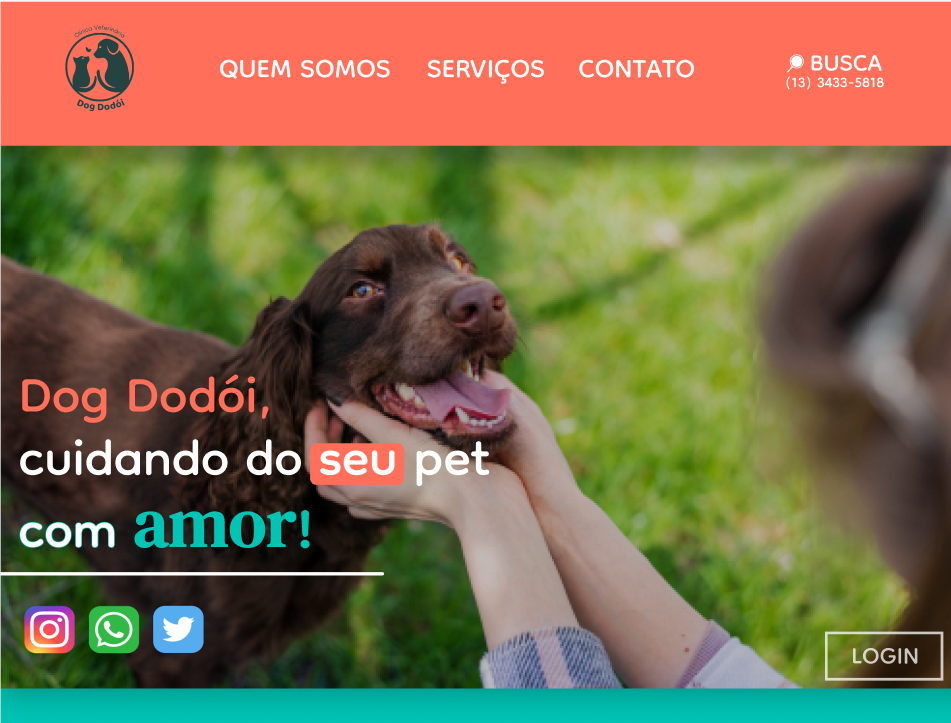 Clínica Veterinária
Dog Dodói
QUEM SOMOS
SERVIÇOS
CONTATO
BUSCA
(13) 3433-5818
Dog Dodói,
cuidando do seu pet
com amor!
LOGIN